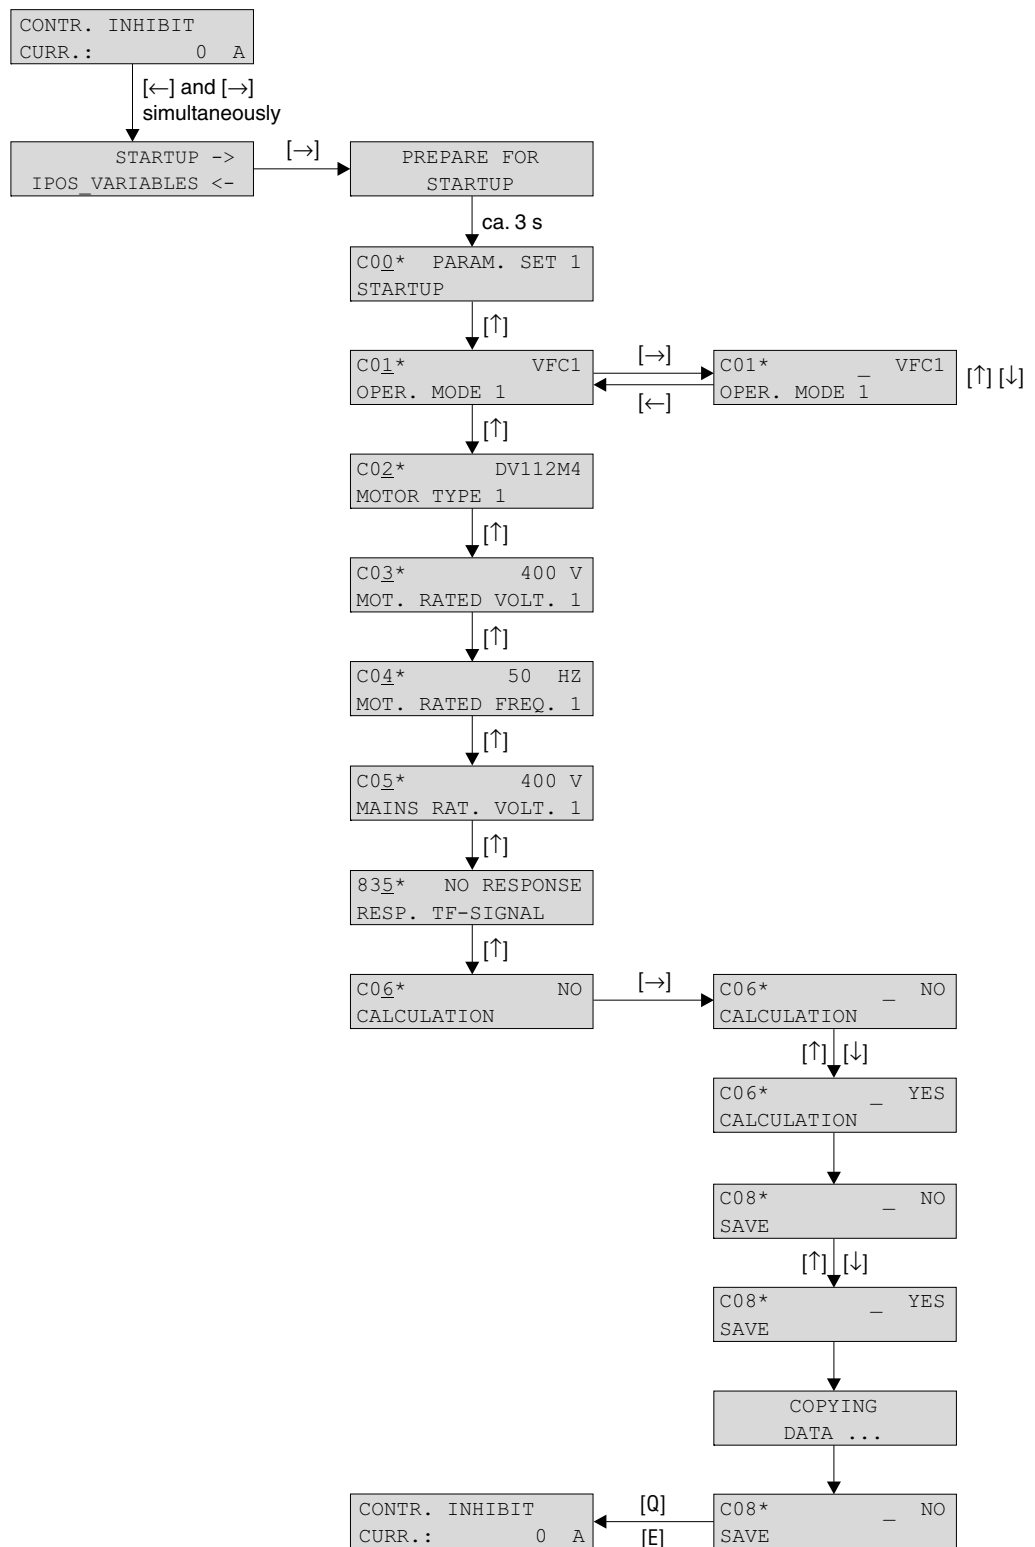 CONTR. INHIBIT
CURR.: 0 A
[←] and [→]
simultaneously
STARTUP ->
IPOS_VARIABLES <-
[→]
PREPARE FOR
STARTUP
ca. 3 s
C00* PARAM. SET 1
STARTUP
[↑]
C01* VFC1
OPER. MODE 1
[→]
[←]
C01* _ VFC1
OPER. MODE 1
[↑] [↓]
[↑]
C02* DV112M4
MOTOR TYPE 1
[↑]
C03* 400 V
MOT. RATED VOLT. 1
[↑]
C04* 50 HZ
MOT. RATED FREQ. 1
[↑]
C05* 400 V
MAINS RAT. VOLT. 1
[↑]
835* NO RESPONSE
RESP. TF-SIGNAL
[↑]
C06* NO
CALCULATION
[→]
C06* _ NO
CALCULATION
[↑] [↓]
C06* _ YES
CALCULATION
C08* _ NO
SAVE
[↑] [↓]
C08* _ YES
SAVE
COPYING
DATA ...
C08* _ NO
SAVE
[Q]
[E]
CONTR. INHIBIT
CURR.: 0 A